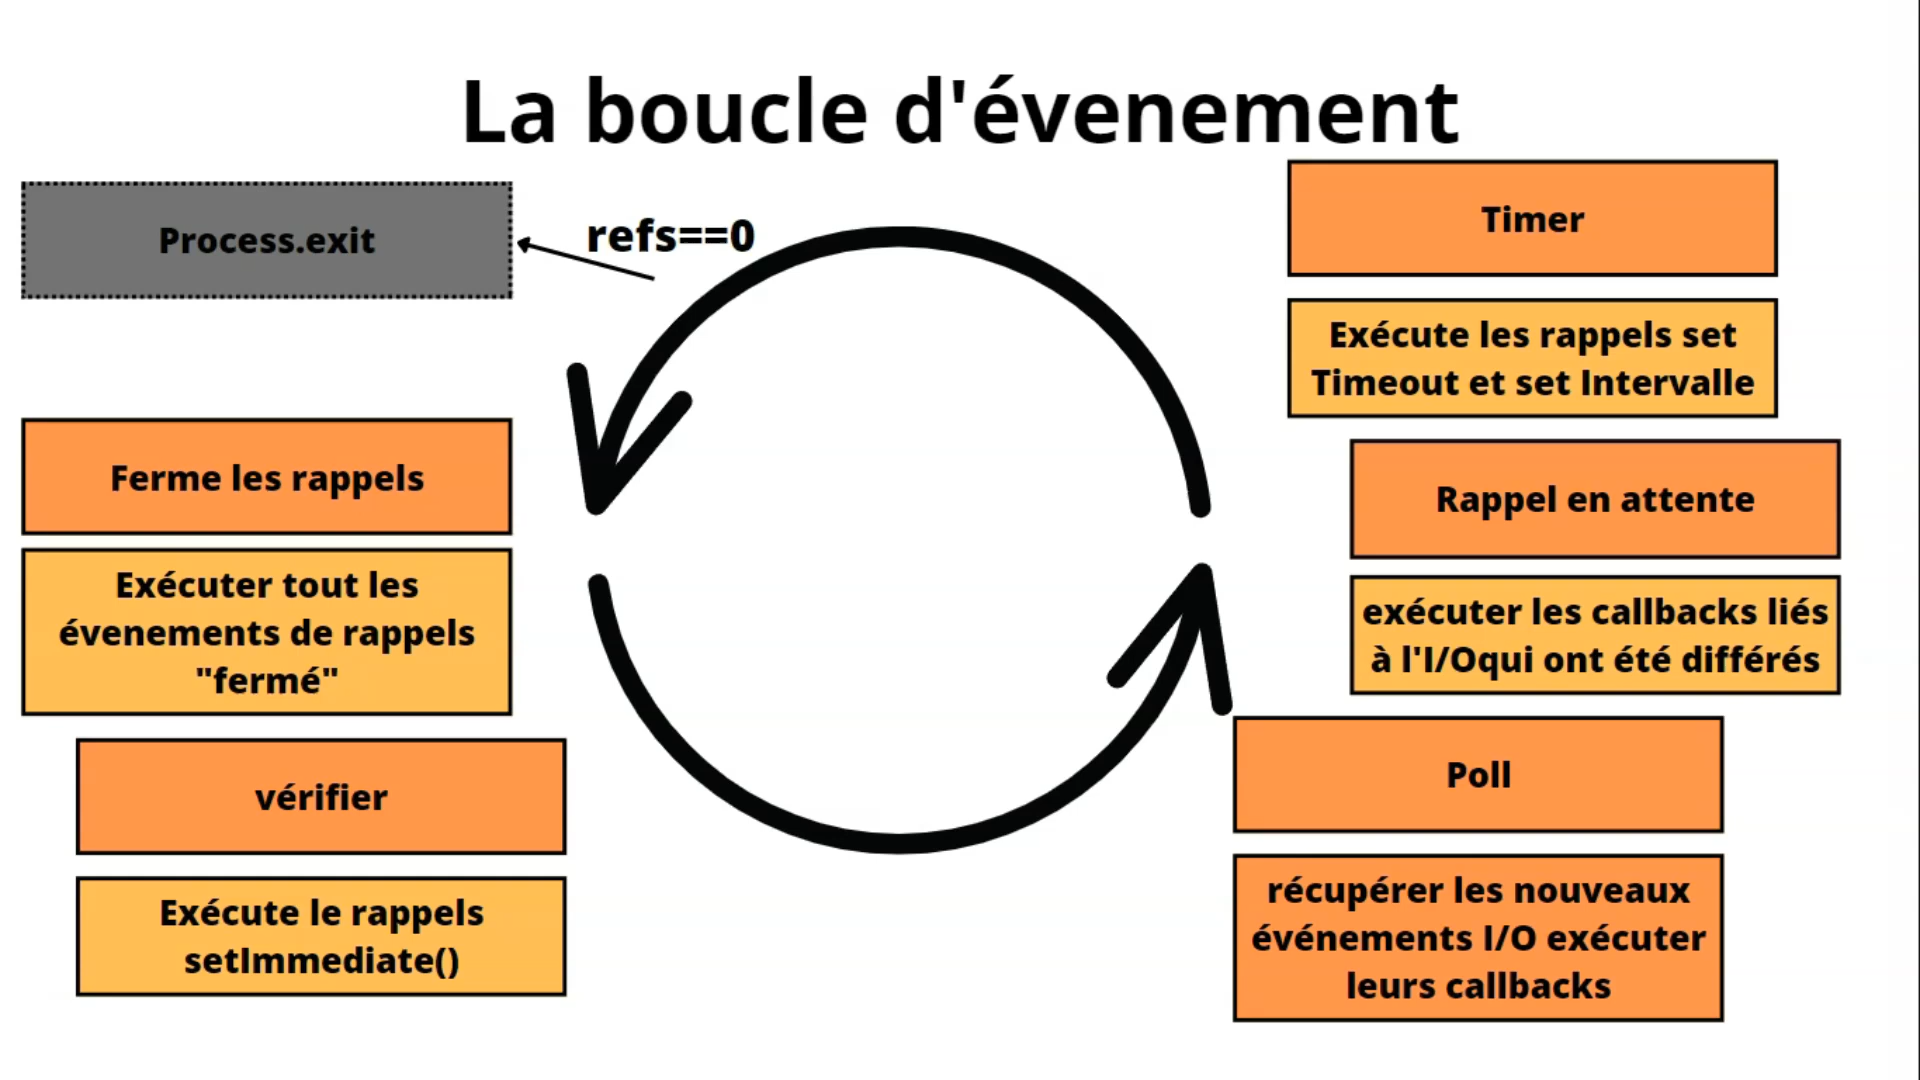 La boucle d'évenement
Process.exit
refs==0
Timer
Exécute les rappels set
Timeout et set Intervalle
Ferme les rappels
Rappel en attente
Exécuter tout les
évenements de rappels
"fermé"
exécuter les callbacks liés
à l'I/Oqui ont été différés
vérifier
Poll
Exécute le rappels
setImmediate()
récupérer les nouveaux
événements I/O exécuter
leurs callbacks